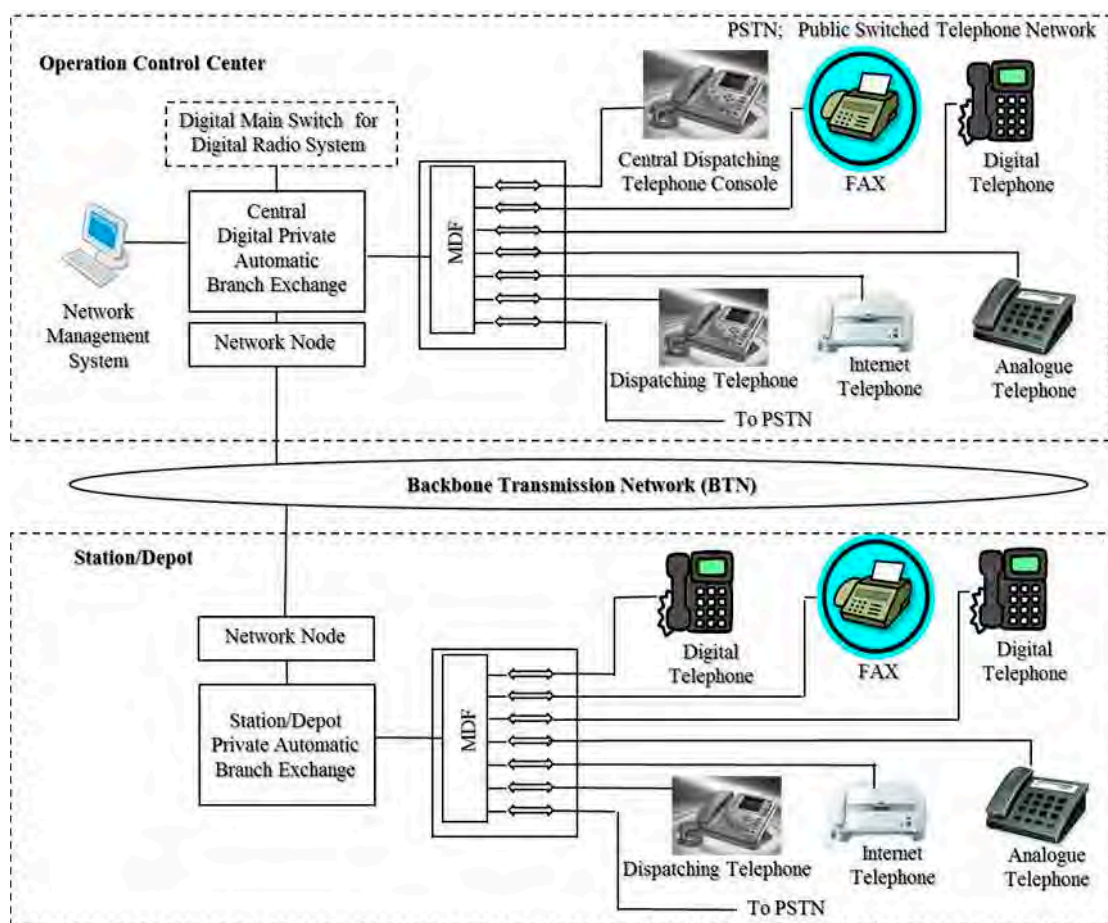 PSTN; Public Switched Telephone Network
Operation Control Center
Digital Main Switch for
Digital Radio System
Central Dispatching
Telephone Console
FAX
Digital
Telephone
Central
Digital Private
Automatic
Branch Exchange
MDF
Network
Management
System
Network Node
Dispatching Telephone
Internet
Telephone
Analogue
Telephone
To PSTN
Backbone Transmission Network (BTN)
Station/Depot
Network Node
Digital
Telephone
FAX
Digital
Telephone
Station/Depot
Private Automatic
Branch Exchange
MDF
Dispatching Telephone
Internet
Telephone
Analogue
Telephone
To PSTN